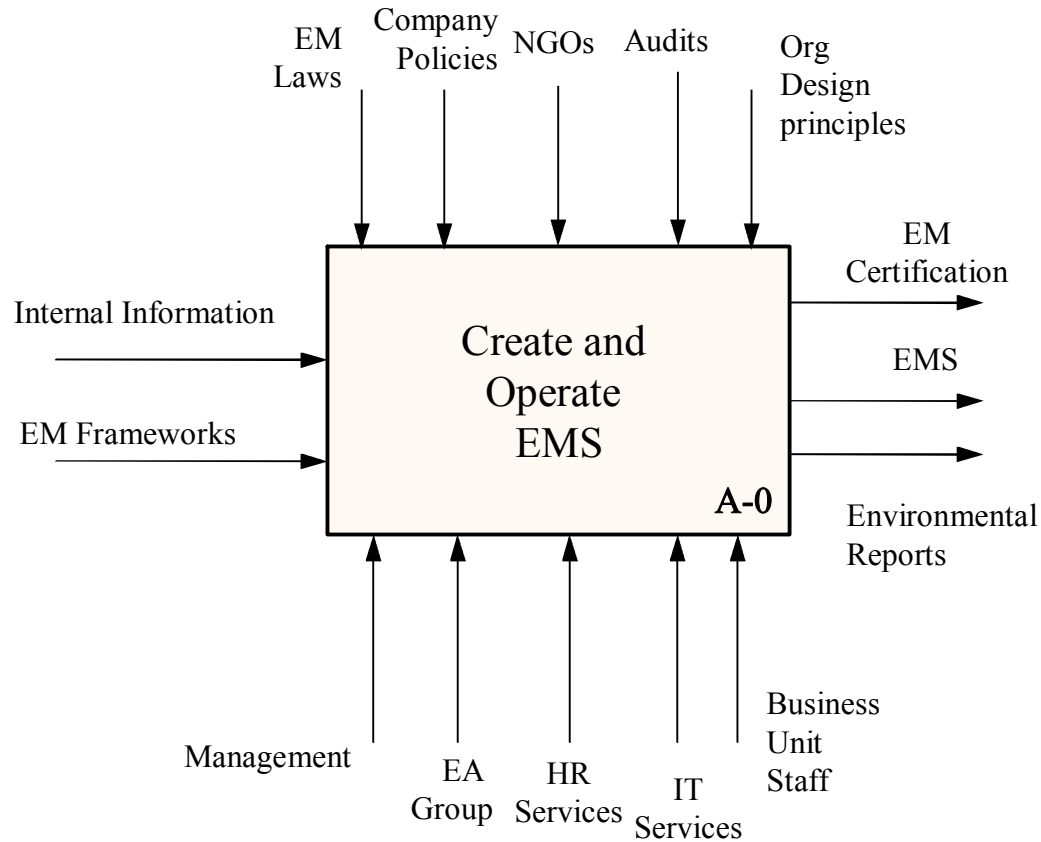 EM
Laws
Company
Policies
NGOs
Audits
Org
Design
principles
EM
Certification
Internal Information
Create and
Operate
EMS
EMS
EM Frameworks
A-0
Environmental
Reports
Management
EA
Group
HR
Services
IT
Services
Business
Unit
Staff